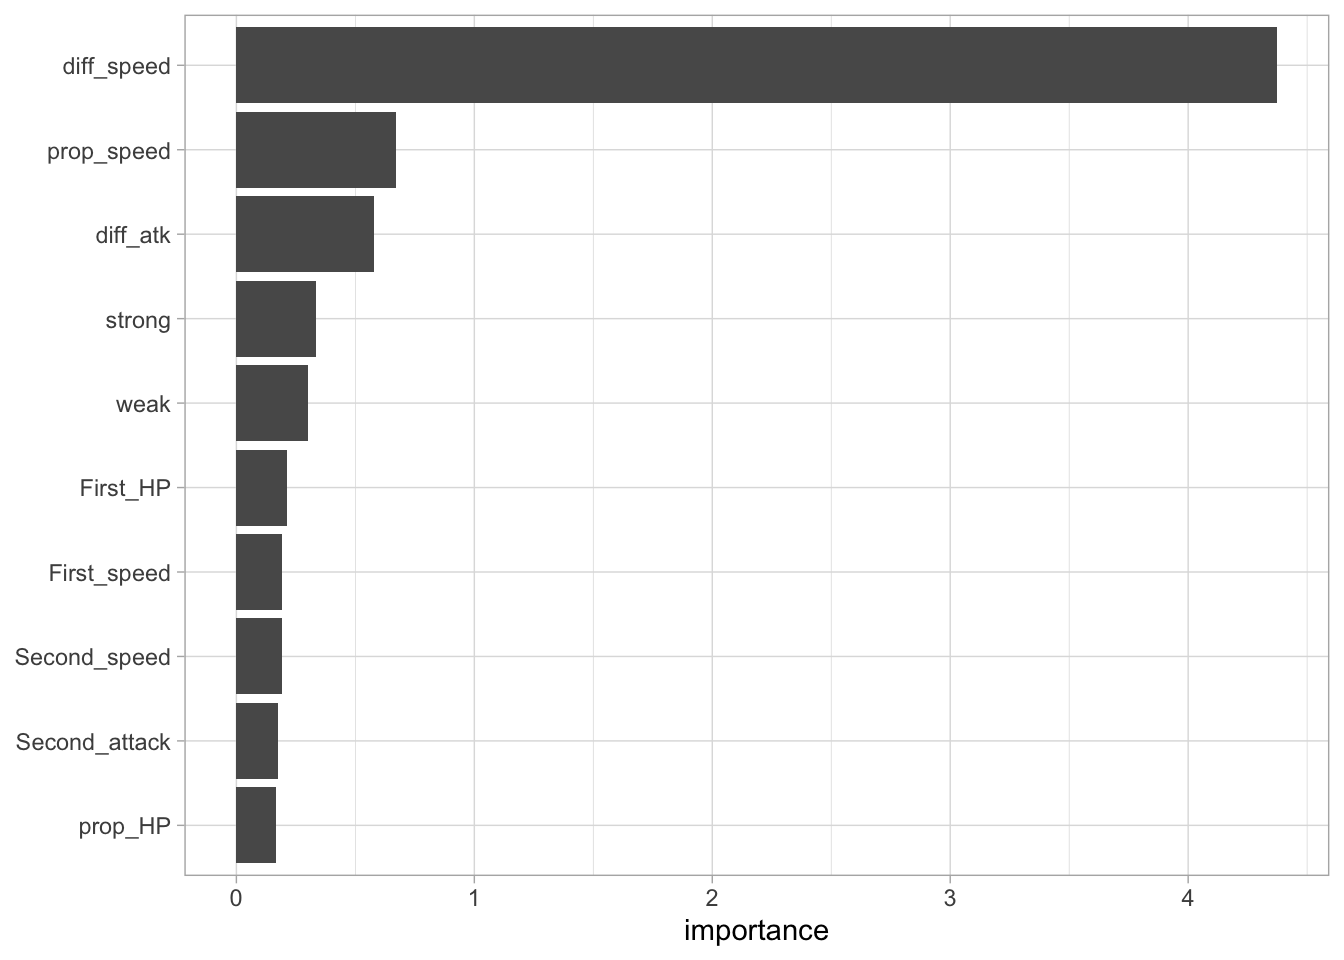 diff_speed
prop_speed
diff_atk
strong
weak
First_HP
First_speed
Second_speed
Second_attack
prop_HP
0 1 2 3 4
importance